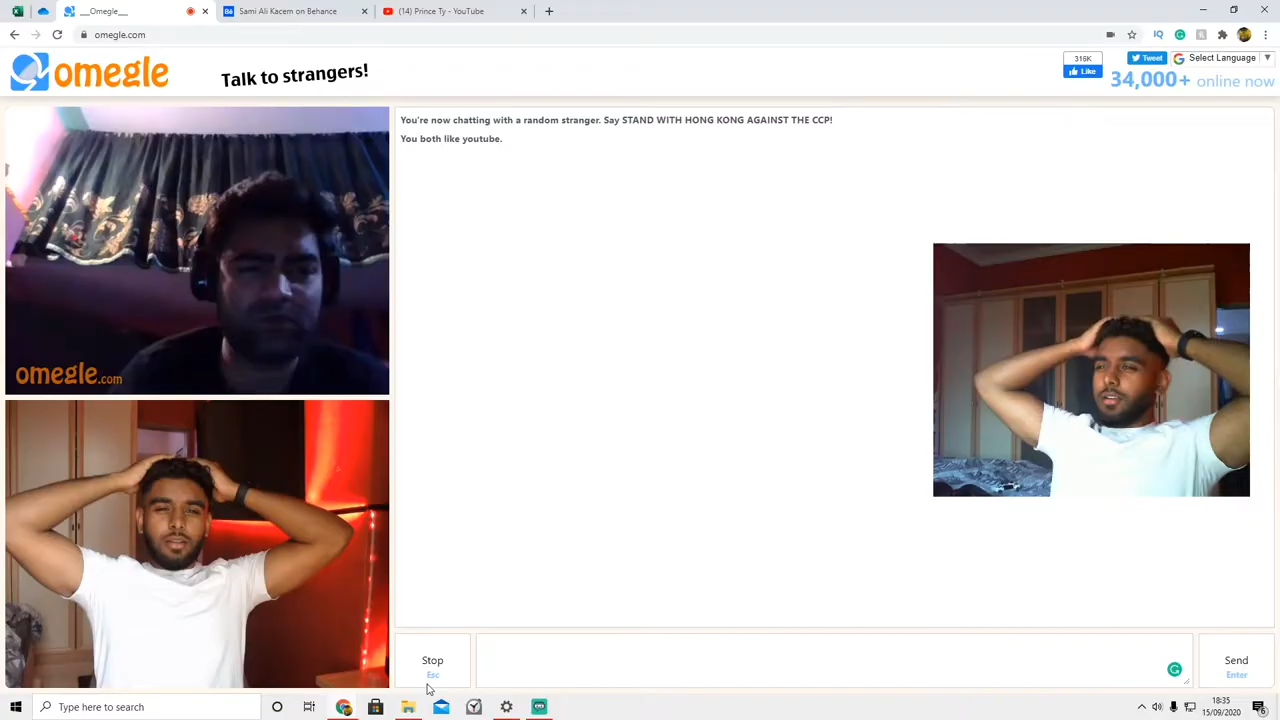 __Omegle__
Sami Ali Kacem on Behance
(14) Prince Ty - YouTube
omegle.com
omegle
Talk to strangers!
316K
Like
Tweet
Select Language
34,000+ online now
You're now chatting with a random stranger. Say STAND WITH HONG KONG AGAINST THE CCP!
You both like youtube.
omegle.com
Stop
Esc
Send
Enter
Type here to search
18:35
15/09/2020